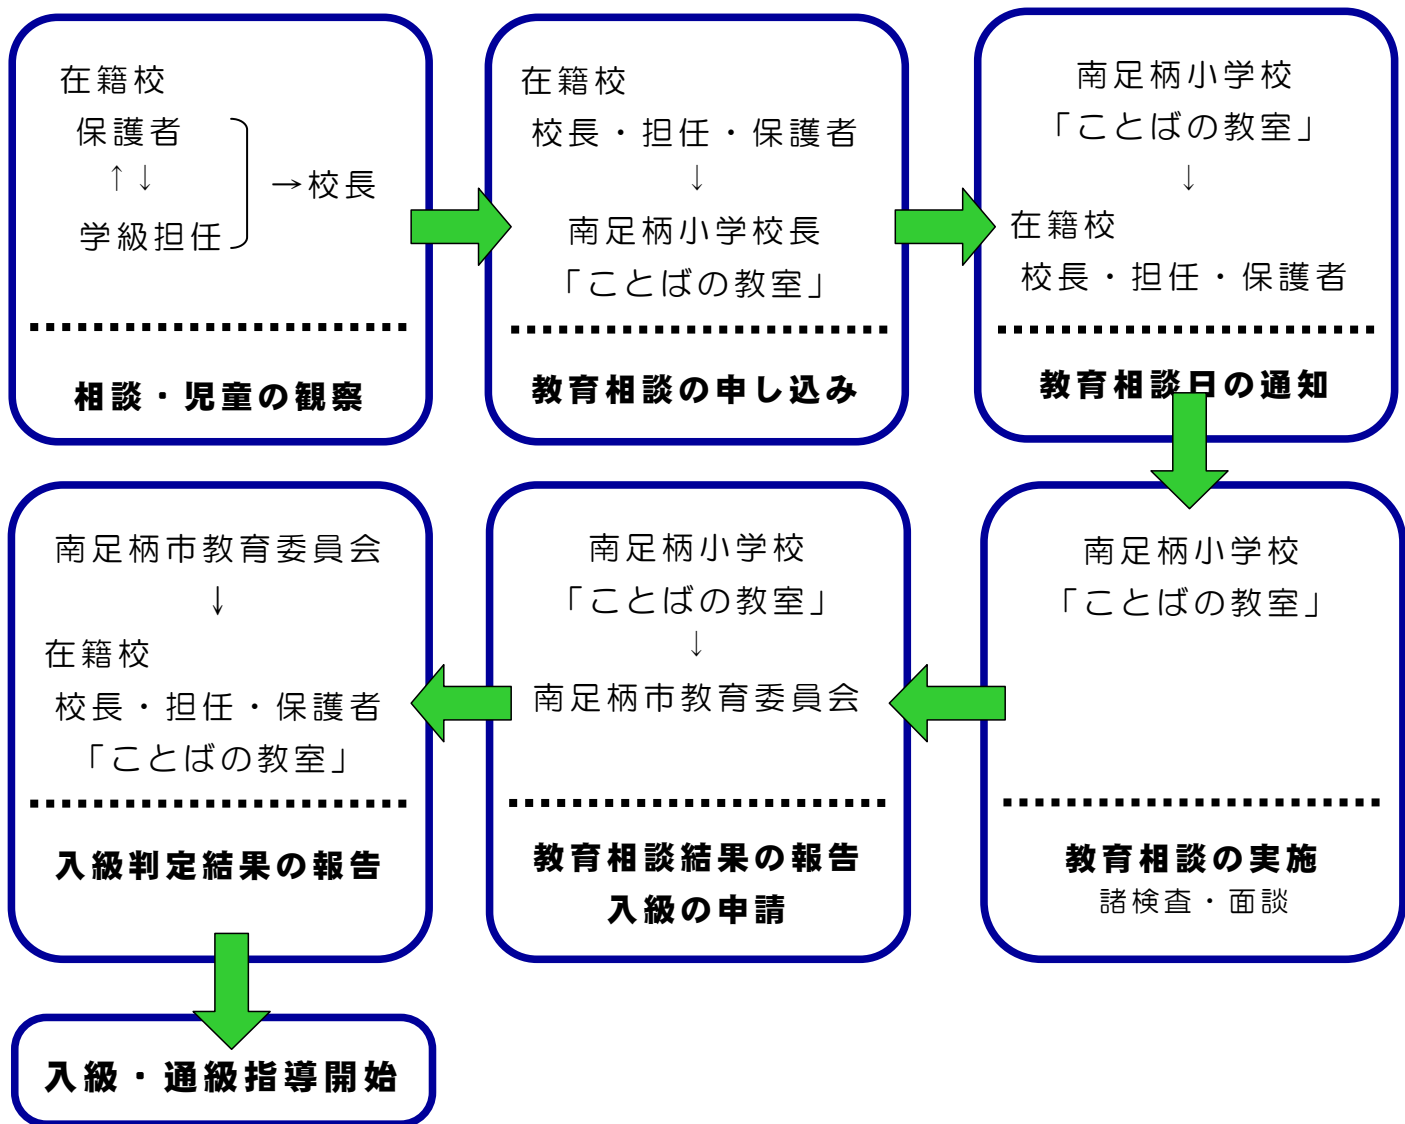 在籍校
保護者
↑↓
→校長
学級担任
相談・児童の観察
在籍校
校長・担任・保護者
↓
南足柄小学校長
「ことばの教室」
教育相談の申し込み
南足柄小学校
「ことばの教室」
↓
在籍校
校長・担任・保護者
教育相談日の通知
南足柄小学校
「ことばの教室」
教育相談の実施
諸検査・面談
南足柄小学校
「ことばの教室」
↓
南足柄市教育委員会
教育相談結果の報告
入級の申請
南足柄市教育委員会
↓
在籍校
校長・担任・保護者
「ことばの教室」
入級判定結果の報告
入級・通級指導開始